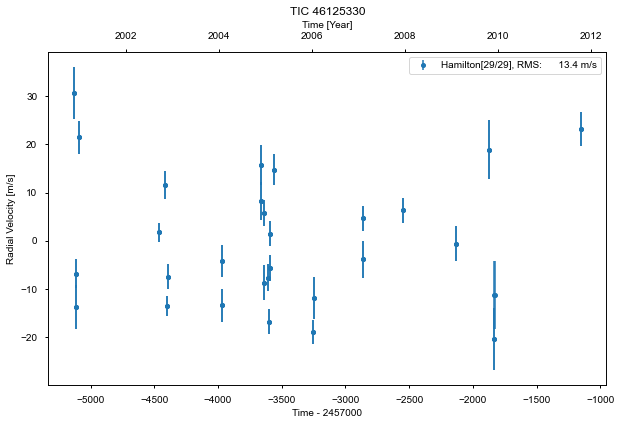 TIC 46125330
Time [Year]
2002 2004 2006 2008 2010 2012
Hamilton[29/29], RMS: 13.4 m/s
30
20
10
0
−10
−20
Radial Velocity [m/s]
−5000 −4500 −4000 −3500 −3000 −2500 −2000 −1500 −1000
Time - 2457000